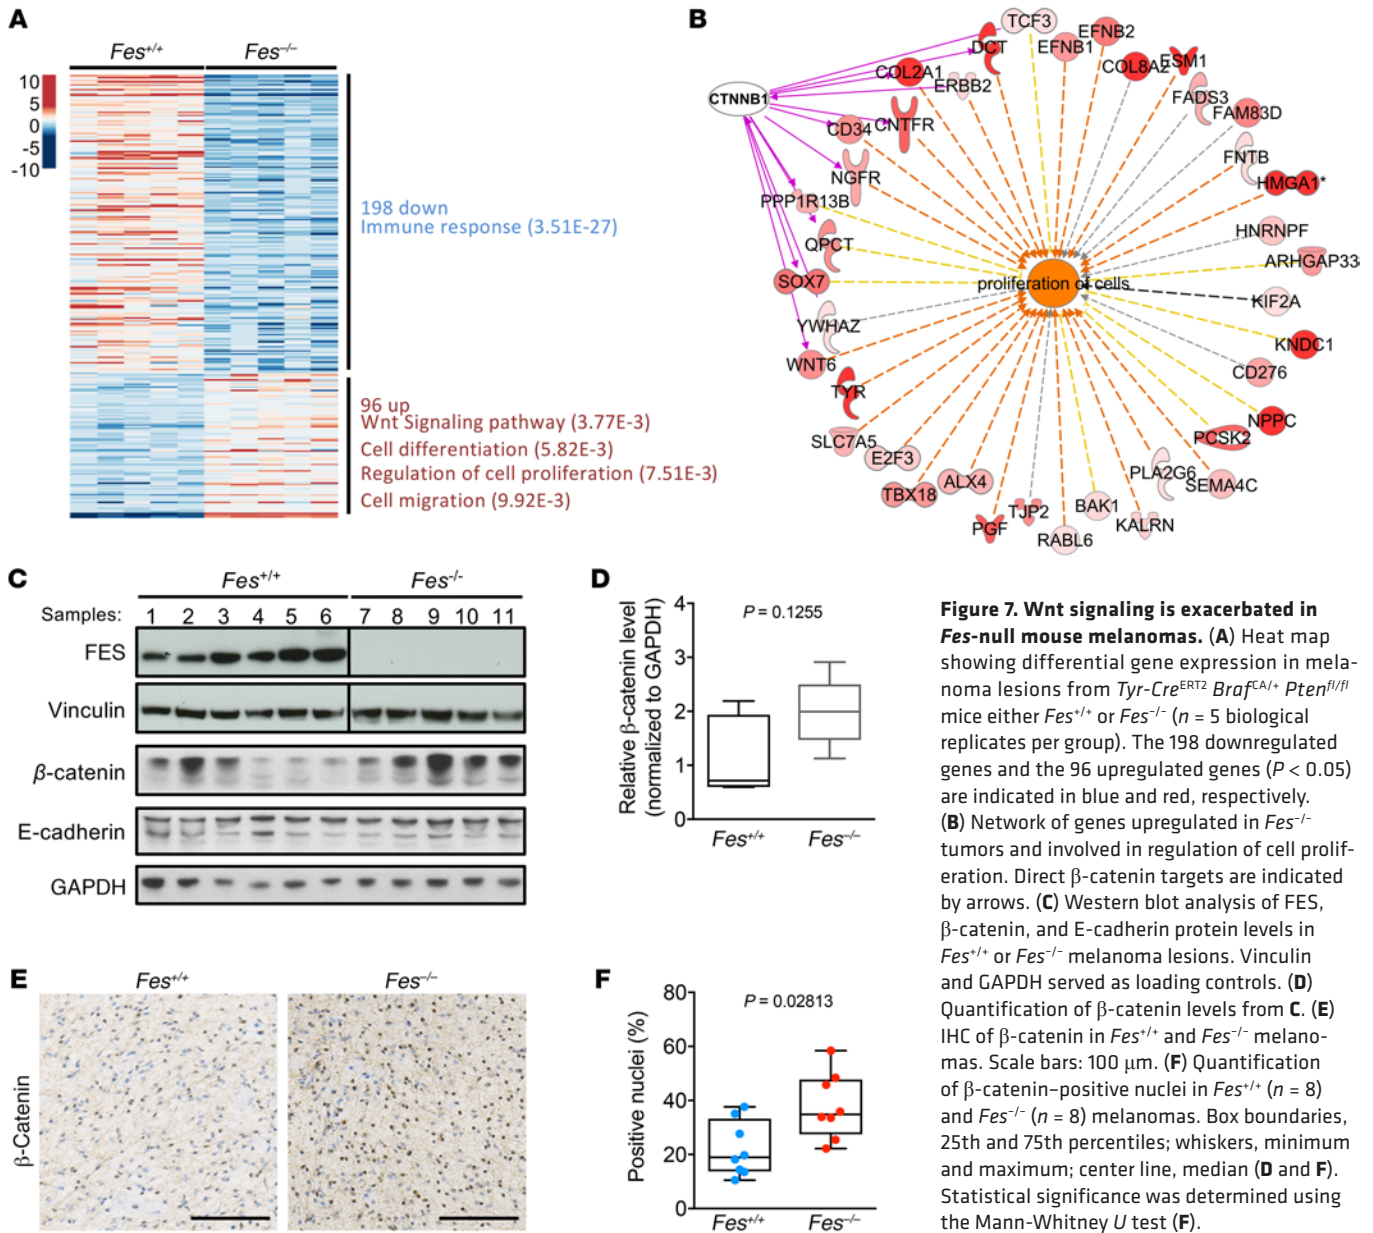 A
Fes+/+ Fes−/−
10
5
0
-5
-10
198 down
Immune response (3.51E-27)
96 up
Wnt Signaling pathway (3.77E-3)
Cell differentiation (5.82E-3)
Regulation of cell proliferation (7.51E-3)
Cell migration (9.92E-3)
B
TCF3
DCT
EFNB1
EFNB2
COL2A1
ERBB2
COL8A2
ESM1
CTNNB1
FADS3
FAM83D
CD34
CNTFR
FNTB
NGFR
HMGA1*
PPP1R13B
HNRNPF
QPCT
ARHGAP33
SOX7
proliferation of cells
KIF2A
YWHAZ
KNDC1
WNT6
CD276
TYR
NPPC
SLC7A5
PCSK2
E2F3
PLA2G6
SEMA4C
TBX18
ALX4
BAK1
TJP2
KALRN
PGF
RABL6
C
Fes+/+ Fes-/-
Samples: 1 2 3 4 5 6 7 8 9 10 11
FES
Vinculin
β-catenin
E-cadherin
GAPDH
D
Relative β-catenin level
(normalized to GAPDH)
4
3
2
1
0
P = 0.1255
Fes+/+ Fes−/−
E
Fes+/+ Fes−/−
β-Catenin
F
Positive nuclei (%)
80
60
40
20
0
P = 0.02813
Fes+/+ Fes−/−
Figure 7. Wnt signaling is exacerbated in
Fes-null mouse melanomas. (A) Heat map
showing differential gene expression in mela-
noma lesions from Tyr-CreERT2 BrafCA/+ Ptenfl/fl
mice either Fes+/+ or Fes−/− (n = 5 biological
replicates per group). The 198 downregulated
genes and the 96 upregulated genes (P < 0.05)
are indicated in blue and red, respectively.
(B) Network of genes upregulated in Fes−/−
tumors and involved in regulation of cell prolif-
eration. Direct β-catenin targets are indicated
by arrows. (C) Western blot analysis of FES,
β-catenin, and E-cadherin protein levels in
Fes+/+ or Fes−/− melanoma lesions. Vinculin
and GAPDH served as loading controls. (D)
Quantification of β-catenin levels from C. (E)
IHC of β-catenin in Fes+/+ and Fes−/− melano-
mas. Scale bars: 100 μm. (F) Quantification
of β-catenin–positive nuclei in Fes+/+ (n = 8)
and Fes−/− (n = 8) melanomas. Box boundaries,
25th and 75th percentiles; whiskers, minimum
and maximum; center line, median (D and F).
Statistical significance was determined using
the Mann-Whitney U test (F).